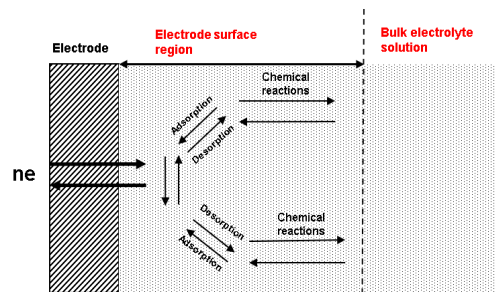 Electrode
Electrode surface
region
Bulk electrolyte
solution
Chemical
reactions
Adsorption
Desorption
ne
Desorption
Adsorption
Chemical
reactions